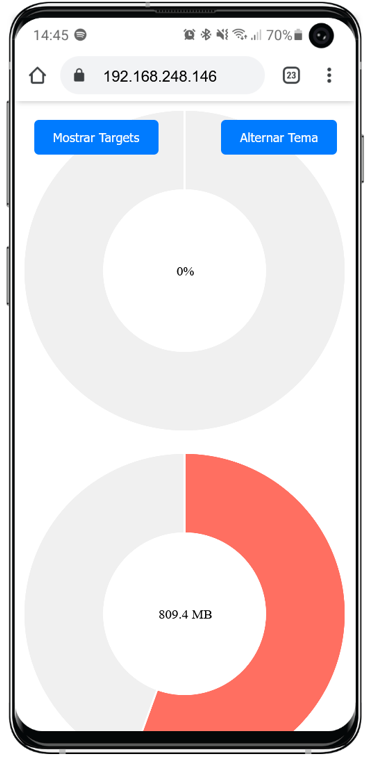 14:45
70%
192.168.248.146
23
Mostrar Targets
Alternar Tema
0%
809.4 MB